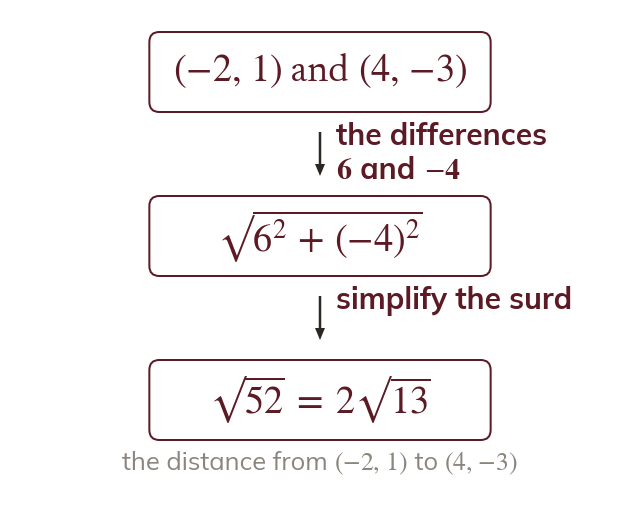 (−2, 1) and (4, −3)
the differences
6 and −4
√(6² + (−4)²)
simplify the surd
√52 = 2√13
the distance from (−2, 1) to (4, −3)